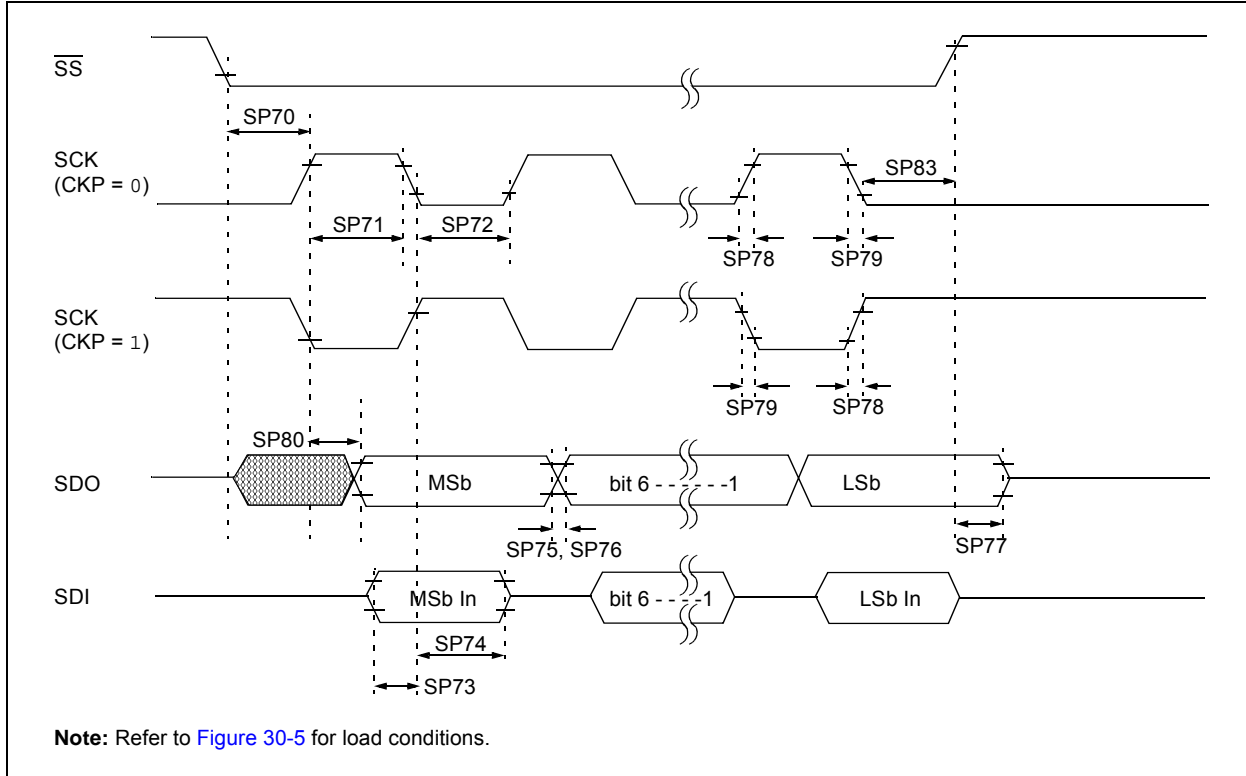 SS
SP70
SCK
(CKP = 0)
SP83
SP71
SP72
SP78
SP79
SCK
(CKP = 1)
SP79
SP78
SP80
SDO
MSb
bit 6 - - - - - -1
LSb
SP75, SP76
SP77
SDI
MSb In
bit 6 - - - -1
LSb In
SP74
SP73
Note: Refer to Figure 30-5 for load conditions.